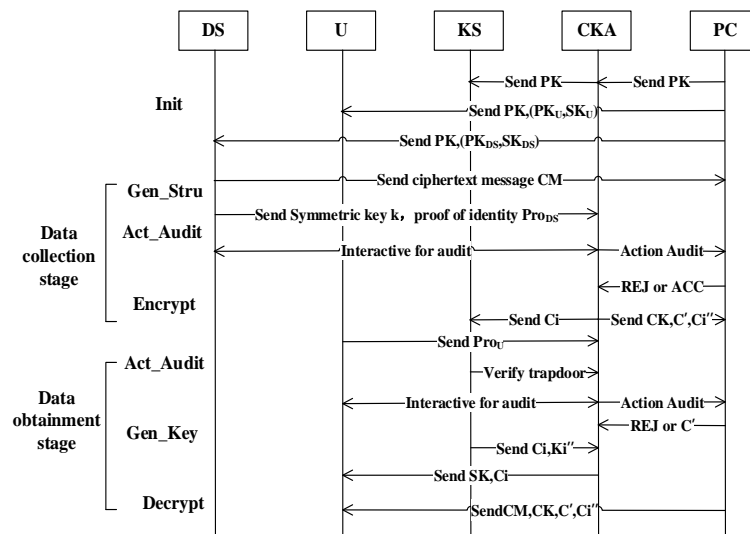 DS U KS CKA PC
Send PK Send PK
Init
Send PK,(PKU,SKU)
Send PK,(PKDS,SKDS)
Send ciphertext message CM
Gen_Stru
Send Symmetric key k，proof of identity ProDS
Data
collection
stage
Act_Audit
Interactive for audit Action Audit
REJ or ACC
Encrypt
Send Ci Send CK,C',Ci''
Send ProU
Act_Audit
Verify trapdoor
Data
obtainment
stage
Interactive for audit Action Audit
REJ or C'
Gen_Key
Send Ci,Ki''
Send SK,Ci
Decrypt
SendCM,CK,C',Ci''